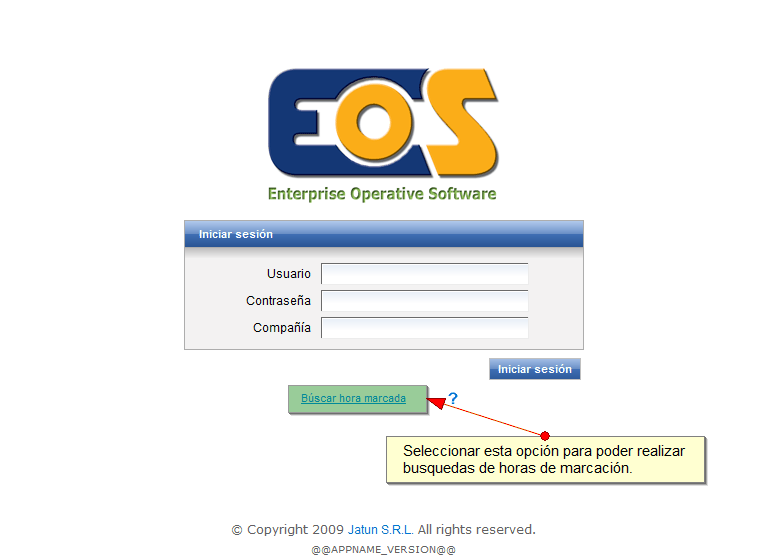 EOS
Enterprise Operative Software
Iniciar sesión
Usuario
Contraseña
Compañía
Iniciar sesión
Búscar hora marcada ?
Seleccionar esta opción para poder realizar
busquedas de horas de marcación.
© Copyright 2009 Jatun S.R.L. All rights reserved.
@@APPNAME_VERSION@@